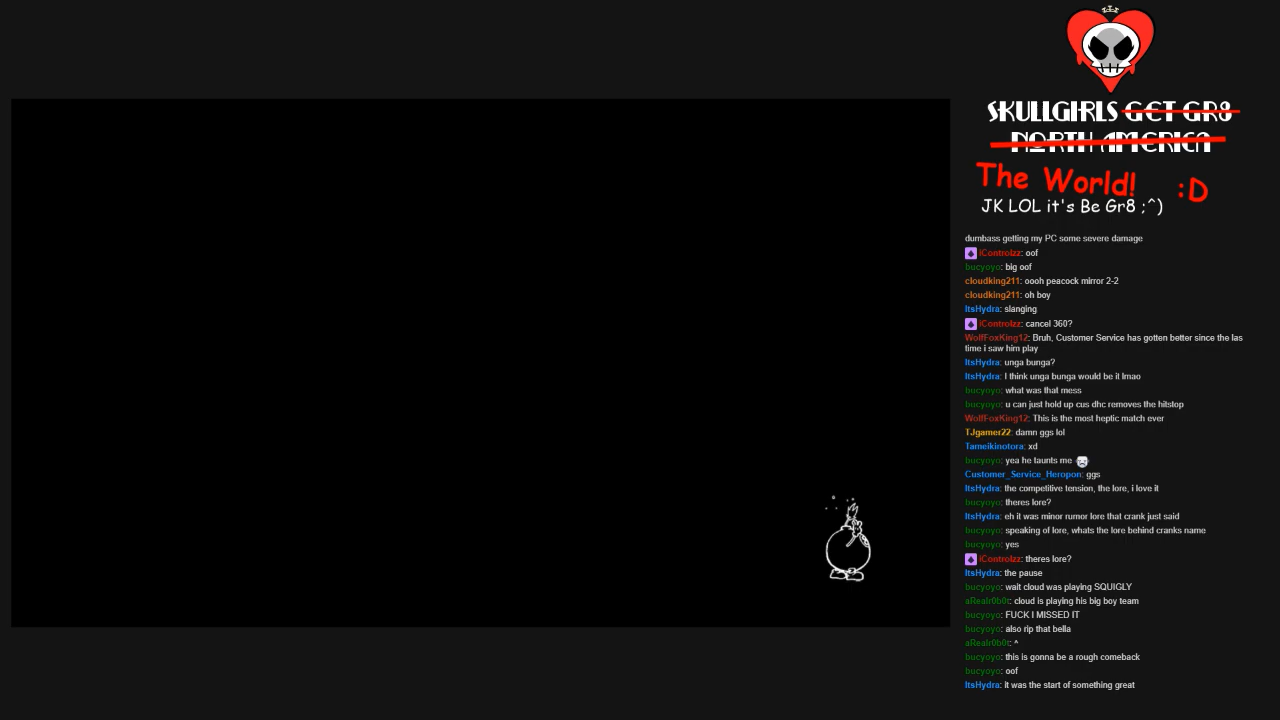 SKULLGIRLS GET GR8
NORTH AMERICA
The World! :D
JK LOL it's Be Gr8 ;^)
dumbass getting my PC some severe damage
iControlzz: oof
bucyoyo: big oof
cloudking211: oooh peacock mirror 2-2
cloudking211: oh boy
ItsHydra: slanging
iControlzz: cancel 360?
WolfFoxKing12: Bruh, Customer Service has gotten better since the las
time i saw him play
ItsHydra: unga bunga?
ItsHydra: I think unga bunga would be it lmao
bucyoyo: what was that mess
bucyoyo: u can just hold up cus dhc removes the hitstop
WolfFoxKing12: This is the most heptic match ever
TJgamer22: damn ggs lol
Tameikinotora: xd
bucyoyo: yea he taunts me
Customer_Service_Heropon: ggs
ItsHydra: the competitive tension, the lore, i love it
bucyoyo: theres lore?
ItsHydra: eh it was minor rumor lore that crank just said
bucyoyo: speaking of lore, whats the lore behind cranks name
bucyoyo: yes
iControlzz: theres lore?
ItsHydra: the pause
bucyoyo: wait cloud was playing SQUIGLY
aRealr0b0t: cloud is playing his big boy team
bucyoyo: FUCK I MISSED IT
bucyoyo: also rip that bella
aRealr0b0t: ^
bucyoyo: this is gonna be a rough comeback
bucyoyo: oof
ItsHydra: it was the start of something great